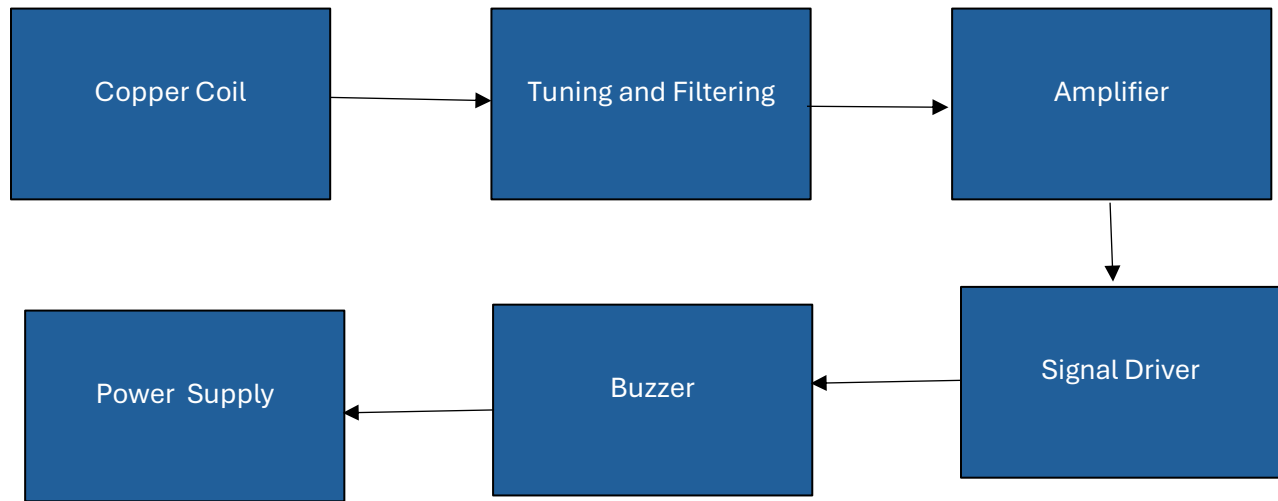 Copper Coil
Tuning and Filtering
Amplifier
Signal Driver
Buzzer
Power  Supply